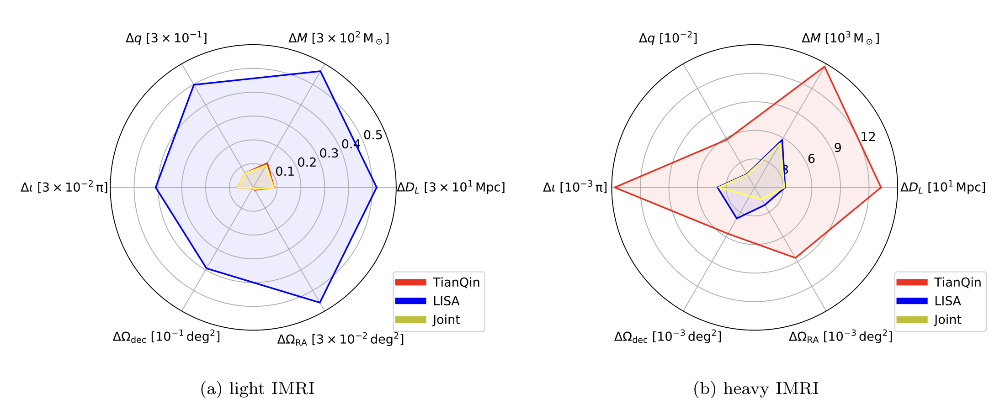 Δq [3 × 10⁻¹]
ΔM [3 × 10² M⊙]
Δι [3 × 10⁻² π]
ΔD_L [3 × 10¹ Mpc]
ΔΩ_dec [10⁻¹ deg²]
ΔΩ_RA [3 × 10⁻² deg²]
0.1
0.2
0.3
0.4
0.5
TianQin
LISA
Joint
(a) light IMRI
Δq [10⁻²]
ΔM [10³ M⊙]
Δι [10⁻³ π]
ΔD_L [10¹ Mpc]
ΔΩ_dec [10⁻³ deg²]
ΔΩ_RA [10⁻³ deg²]
3
6
9
12
TianQin
LISA
Joint
(b) heavy IMRI